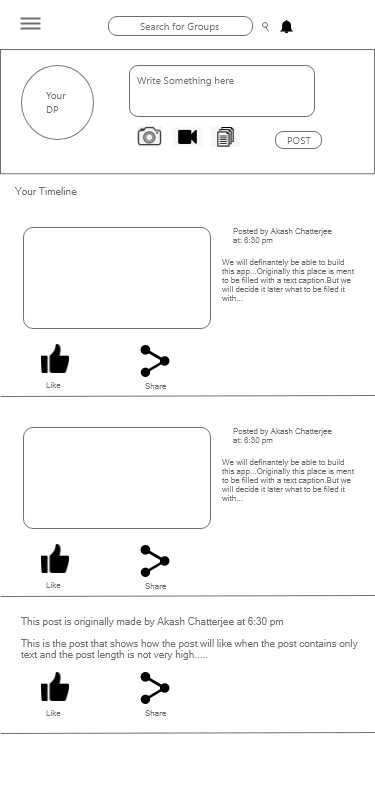 Search for Groups
Your
DP
Write Something here
POST
Your Timeline
Posted by Akash Chatterjee
at: 6:30 pm
We will definantely be able to build
this app...Originally this place is ment
to be filled with a text caption.But we
will decide it later what to be filed it
with...
Like
Share
Posted by Akash Chatterjee
at: 6:30 pm
We will definantely be able to build
this app...Originally this place is ment
to be filled with a text caption.But we
will decide it later what to be filed it
with...
Like
Share
This post is originally made by Akash Chatterjee at 6:30 pm
This is the post that shows how the post will like when the post contains only
text and the post length is not very high.....
Like
Share